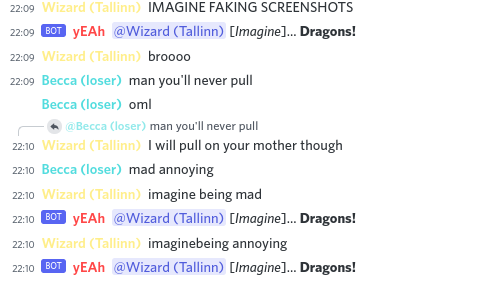 22:09 Wizard (Tallinn) IMAGINE FAKING SCREENSHOTS
22:09 BOT yEAh @Wizard (Tallinn) [Imagine]... Dragons!
22:09 Wizard (Tallinn) broooo
22:09 Becca (loser) man you'll never pull
Becca (loser) oml
@Becca (loser) man you'll never pull
22:10 Wizard (Tallinn) I will pull on your mother though
22:10 Becca (loser) mad annoying
22:10 Wizard (Tallinn) imagine being mad
22:10 BOT yEAh @Wizard (Tallinn) [Imagine]... Dragons!
22:10 Wizard (Tallinn) imaginebeing annoying
22:10 BOT yEAh @Wizard (Tallinn) [Imagine]... Dragons!